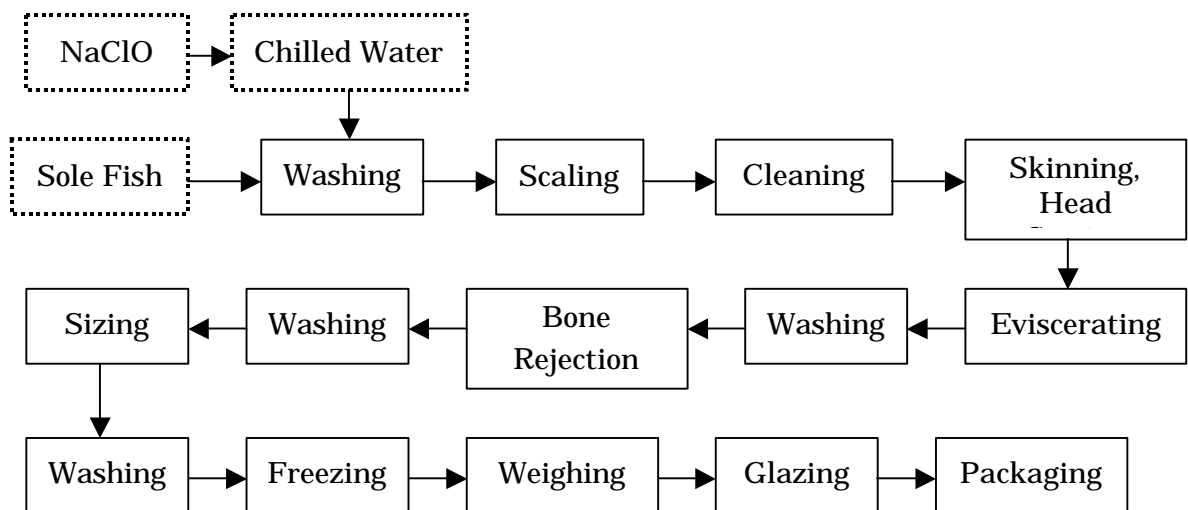 NaClO
Chilled Water
Sole Fish
Washing
Scaling
Cleaning
Skinning,
Head
Sizing
Washing
Bone
Rejection
Washing
Eviscerating
Washing
Freezing
Weighing
Glazing
Packaging